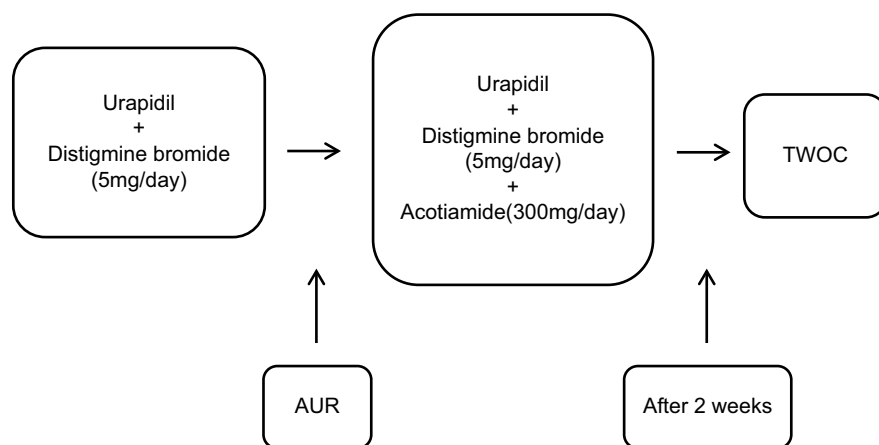 Urapidil
+
Distigmine bromide
(5mg/day)
Urapidil
+
Distigmine bromide
(5mg/day)
+
Acotiamide(300mg/day)
TWOC
AUR
After 2 weeks